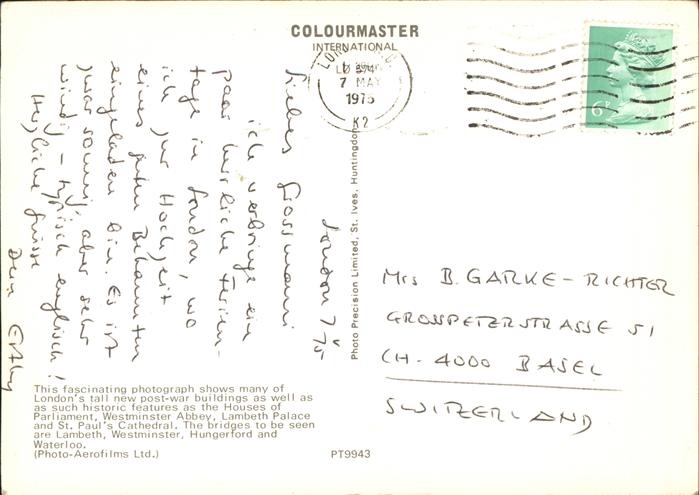 COLOURMASTER
INTERNATIONAL
7 MAY
1975
K2
6P
London 7 5 75
Liebes Grossmami
ich verbringe ein
paar herrliche Ferien-
tage in London, wo
ich zur Hochzeit
eines guten Bekannten
eingeladen bin. Es ist
zwar sonnig, aber sehr
windig – typisch englisch!
Herzliche Grüsse
Dein
Photo Precision Limited, St. Ives, Huntingdon
Mrs B. GARKE-RICHTER
GROSSPETERSTRASSE 51
CH-4000 BASEL
SWITZERLAND
This fascinating photograph shows many of
London's tall new post-war buildings as well as
as such historic features as the Houses of
Parliament, Westminster Abbey, Lambeth Palace
and St. Paul's Cathedral. The bridges to be seen
are Lambeth, Westminster, Hungerford and
Waterloo.
(Photo-Aerofilms Ltd.)
PT9943